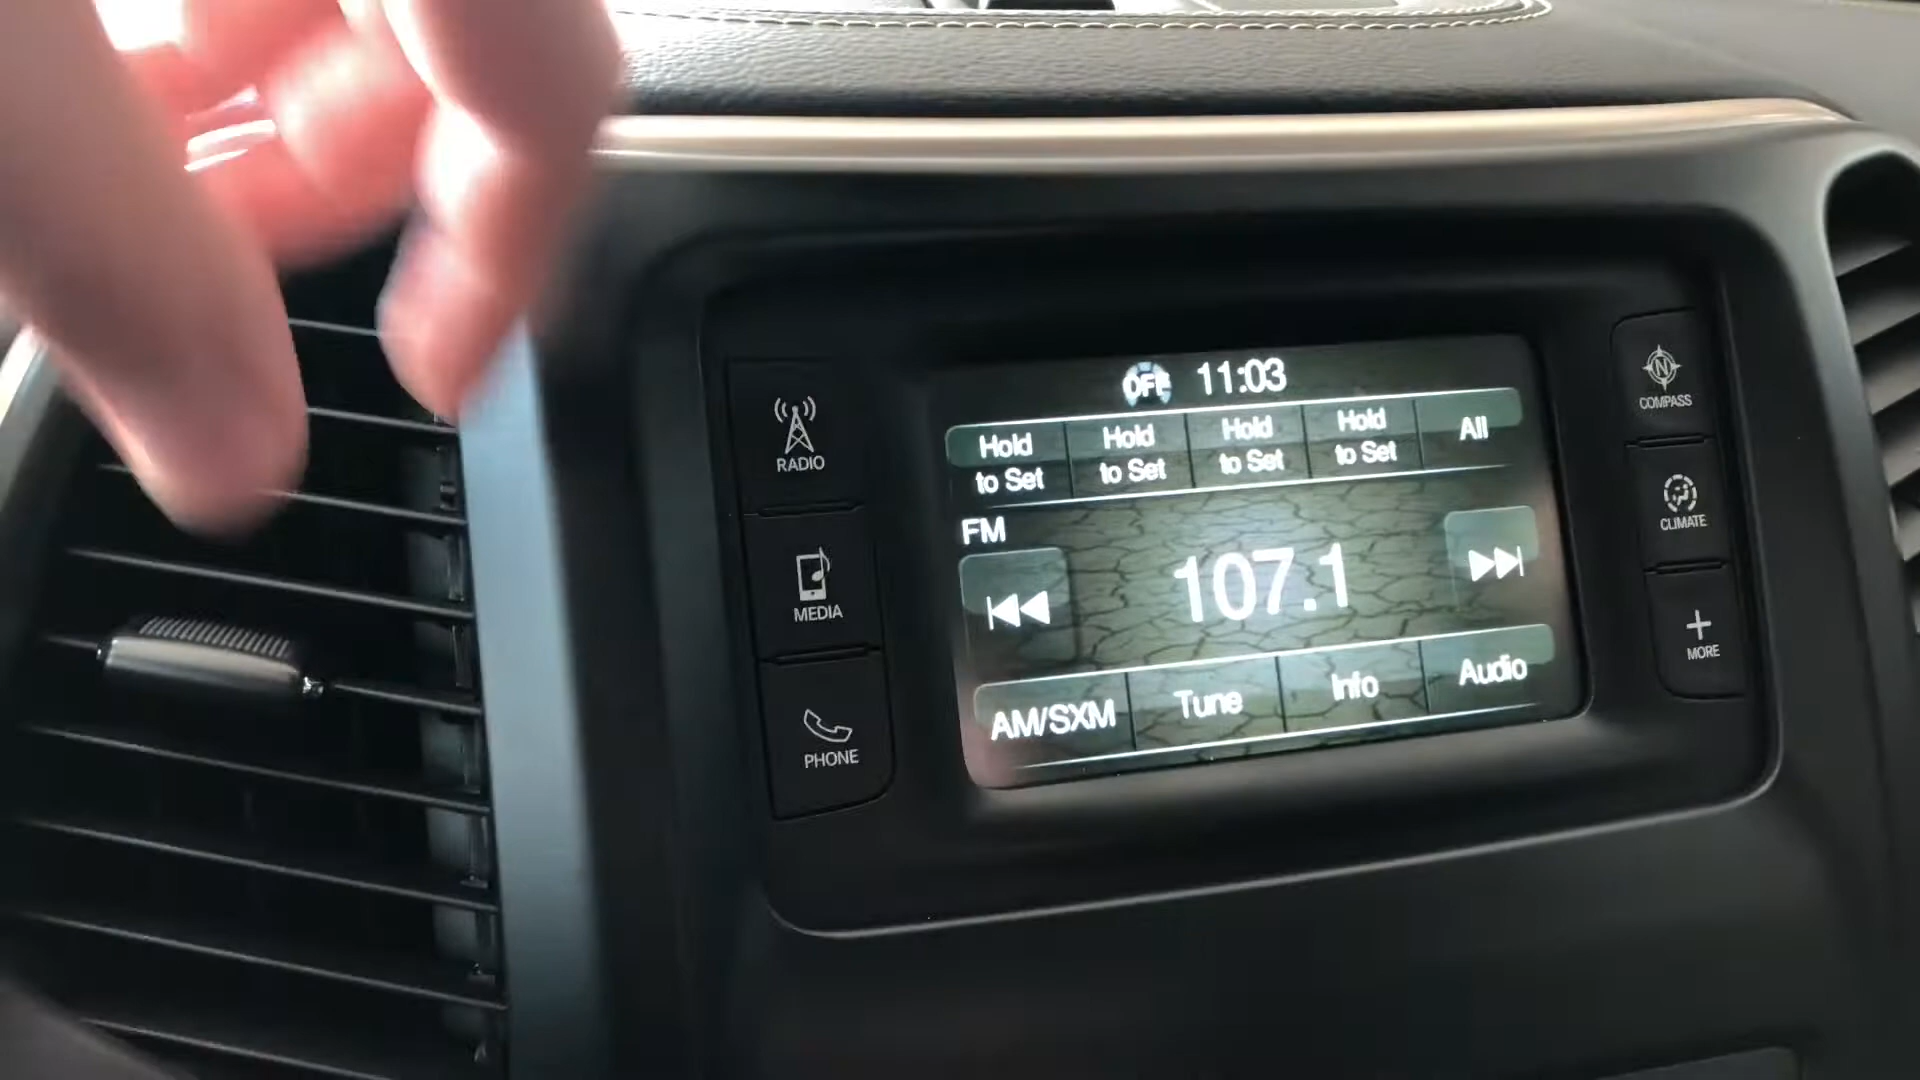 OFF 11:03
Hold to Set Hold to Set Hold to Set Hold to Set All
FM
107.1
AM/SXM Tune Info Audio
RADIO
MEDIA
PHONE
N
COMPASS
CLIMATE
MORE